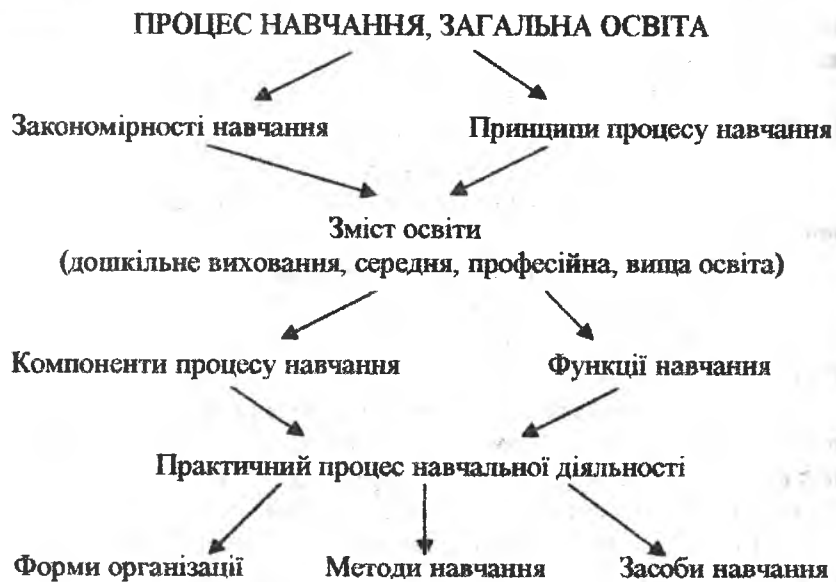 ПРОЦЕС НАВЧАННЯ, ЗАГАЛЬНА ОСВІТА
Закономірності навчання Принципи процесу навчання
Зміст освіти
(дошкільне виховання, середня, професійна, вища освіта)
Компоненти процесу навчання Функції навчання
Практичний процес навчальної діяльності
Форми організації Методи навчання Засоби навчання